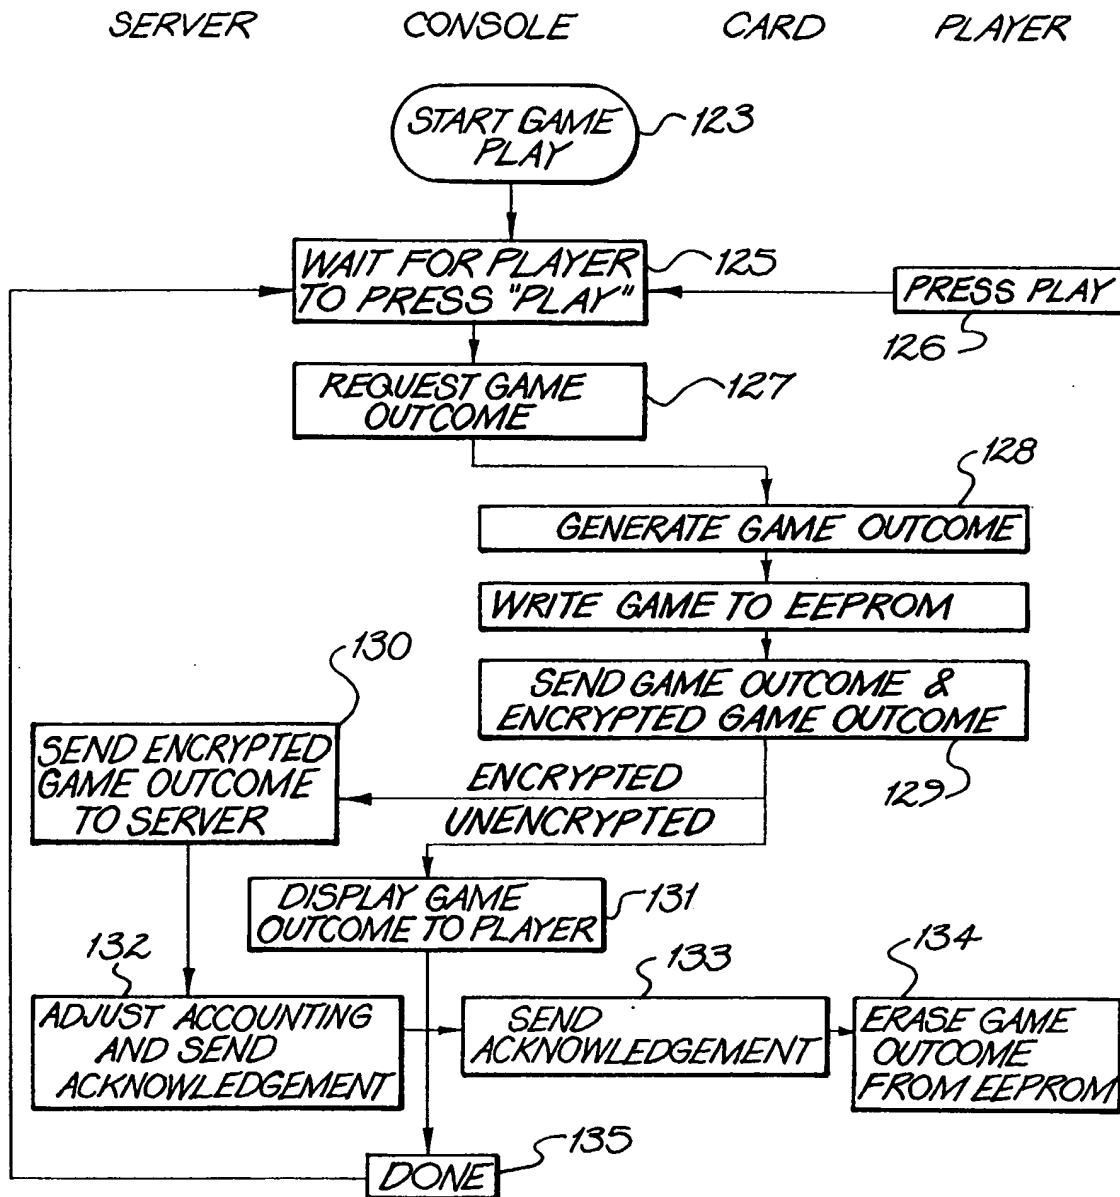 SERVER CONSOLE CARD PLAYER
START GAME
PLAY
123
WAIT FOR PLAYER
TO PRESS "PLAY"
125
PRESS PLAY
126
REQUEST GAME
OUTCOME
127
128
GENERATE GAME OUTCOME
WRITE GAME TO EEPROM
SEND GAME OUTCOME &
ENCRYPTED GAME OUTCOME
129
130
SEND ENCRYPTED
GAME OUTCOME
TO SERVER
ENCRYPTED
UNENCRYPTED
DISPLAY GAME
OUTCOME TO PLAYER
131
132
ADJUST ACCOUNTING
AND SEND
ACKNOWLEDGEMENT
133
SEND
ACKNOWLEDGEMENT
134
ERASE GAME
OUTCOME
FROM EEPROM
DONE
135